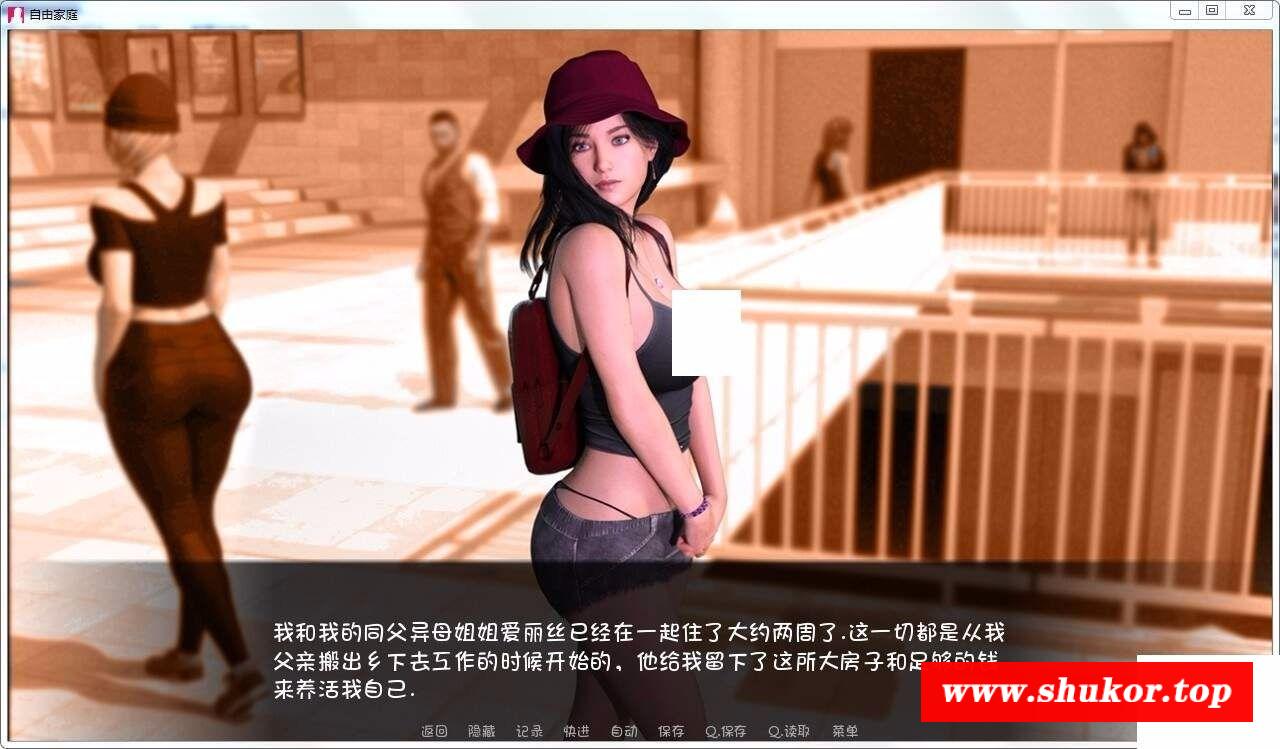 自由家庭
我和我的同父异母姐姐爱丽丝已经在一起住了大约两周了.这一切都是从我
父亲搬出乡下去工作的时候开始的，他给我留下了这所大房子和足够的钱
来养活我自己.
www.shukor.top
返回 隐藏 记录 快进 自动 保存 Q.保存 Q.读取 菜单